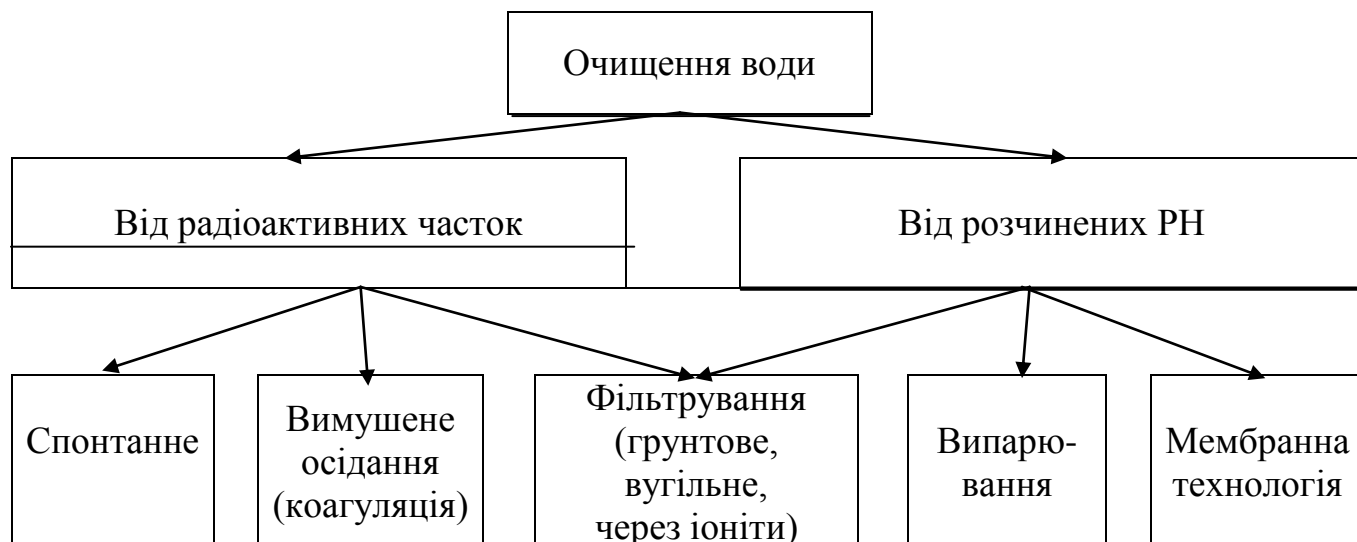 Очищення води
Від радіоактивних часток
Від розчинених РН
Спонтанне
Вимушене
осідання
(коагуляція)
Фільтрування
(грунтове,
вугільне,
через іоніти)
Випарю-
вання
Мембранна
технологія